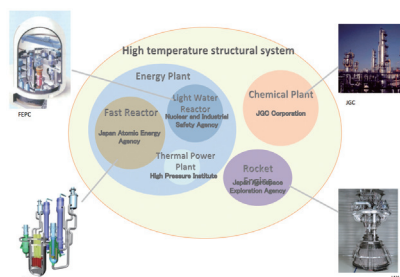 High temperature structural system
Energy Plant
Light Water
Reactor
Nuclear and Industrial
Safety Agency
Fast Reactor
Japan Atomic Energy
Agency
Thermal Power
Plant
High Pressure Institute
Chemical Plant
JGC Corporation
Rocket
Engine
Japan Aerospace
Exploration Agency
FEPC
JGC